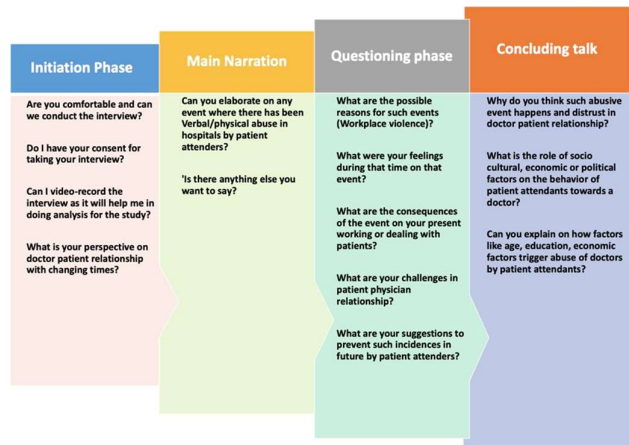 Initiation Phase
Are you comfortable and can
we conduct the interview?
Do I have your consent for
taking your interview?
Can I video-record the
interview as it will help me in
doing analysis for the study?
What is your perspective on
doctor patient relationship
with changing times?
Main Narration
Can you elaborate on any
event where there has been
Verbal/physical abuse in
hospitals by patient
attenders?
'Is there anything else you
want to say?
Questioning phase
What are the possible
reasons for such events
(Workplace violence)?
What were your feelings
during that time on that
event?
What are the consequences
of the event on your present
working or dealing with
patients?
What are your challenges in
patient physician
relationship?
What are your suggestions to
prevent such incidences in
future by patient attenders?
Concluding talk
Why do you think such abusive
event happens and distrust in
doctor patient relationship?
What is the role of socio
cultural, economic or political
factors on the behavior of
patient attendants towards a
doctor?
Can you explain on how factors
like age, education, economic
factors trigger abuse of doctors
by patient attendants?